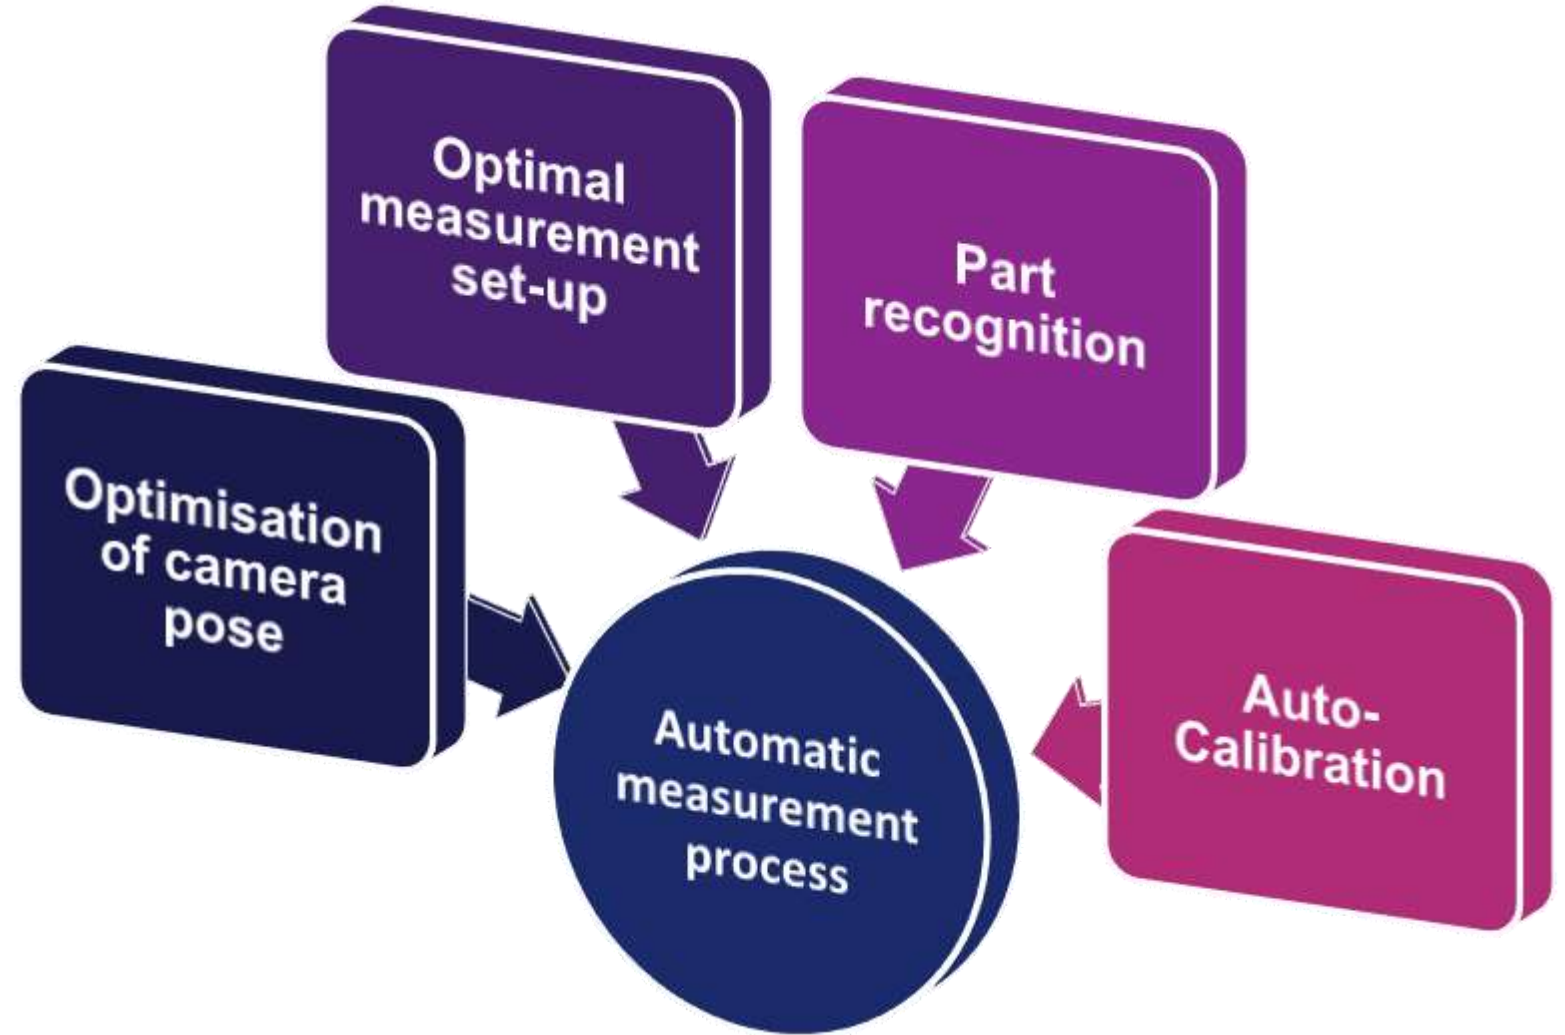 Optimal
measurement
set-up
Part
recognition
Optimisation
of camera
pose
Auto-
Calibration
Automatic
measurement
process